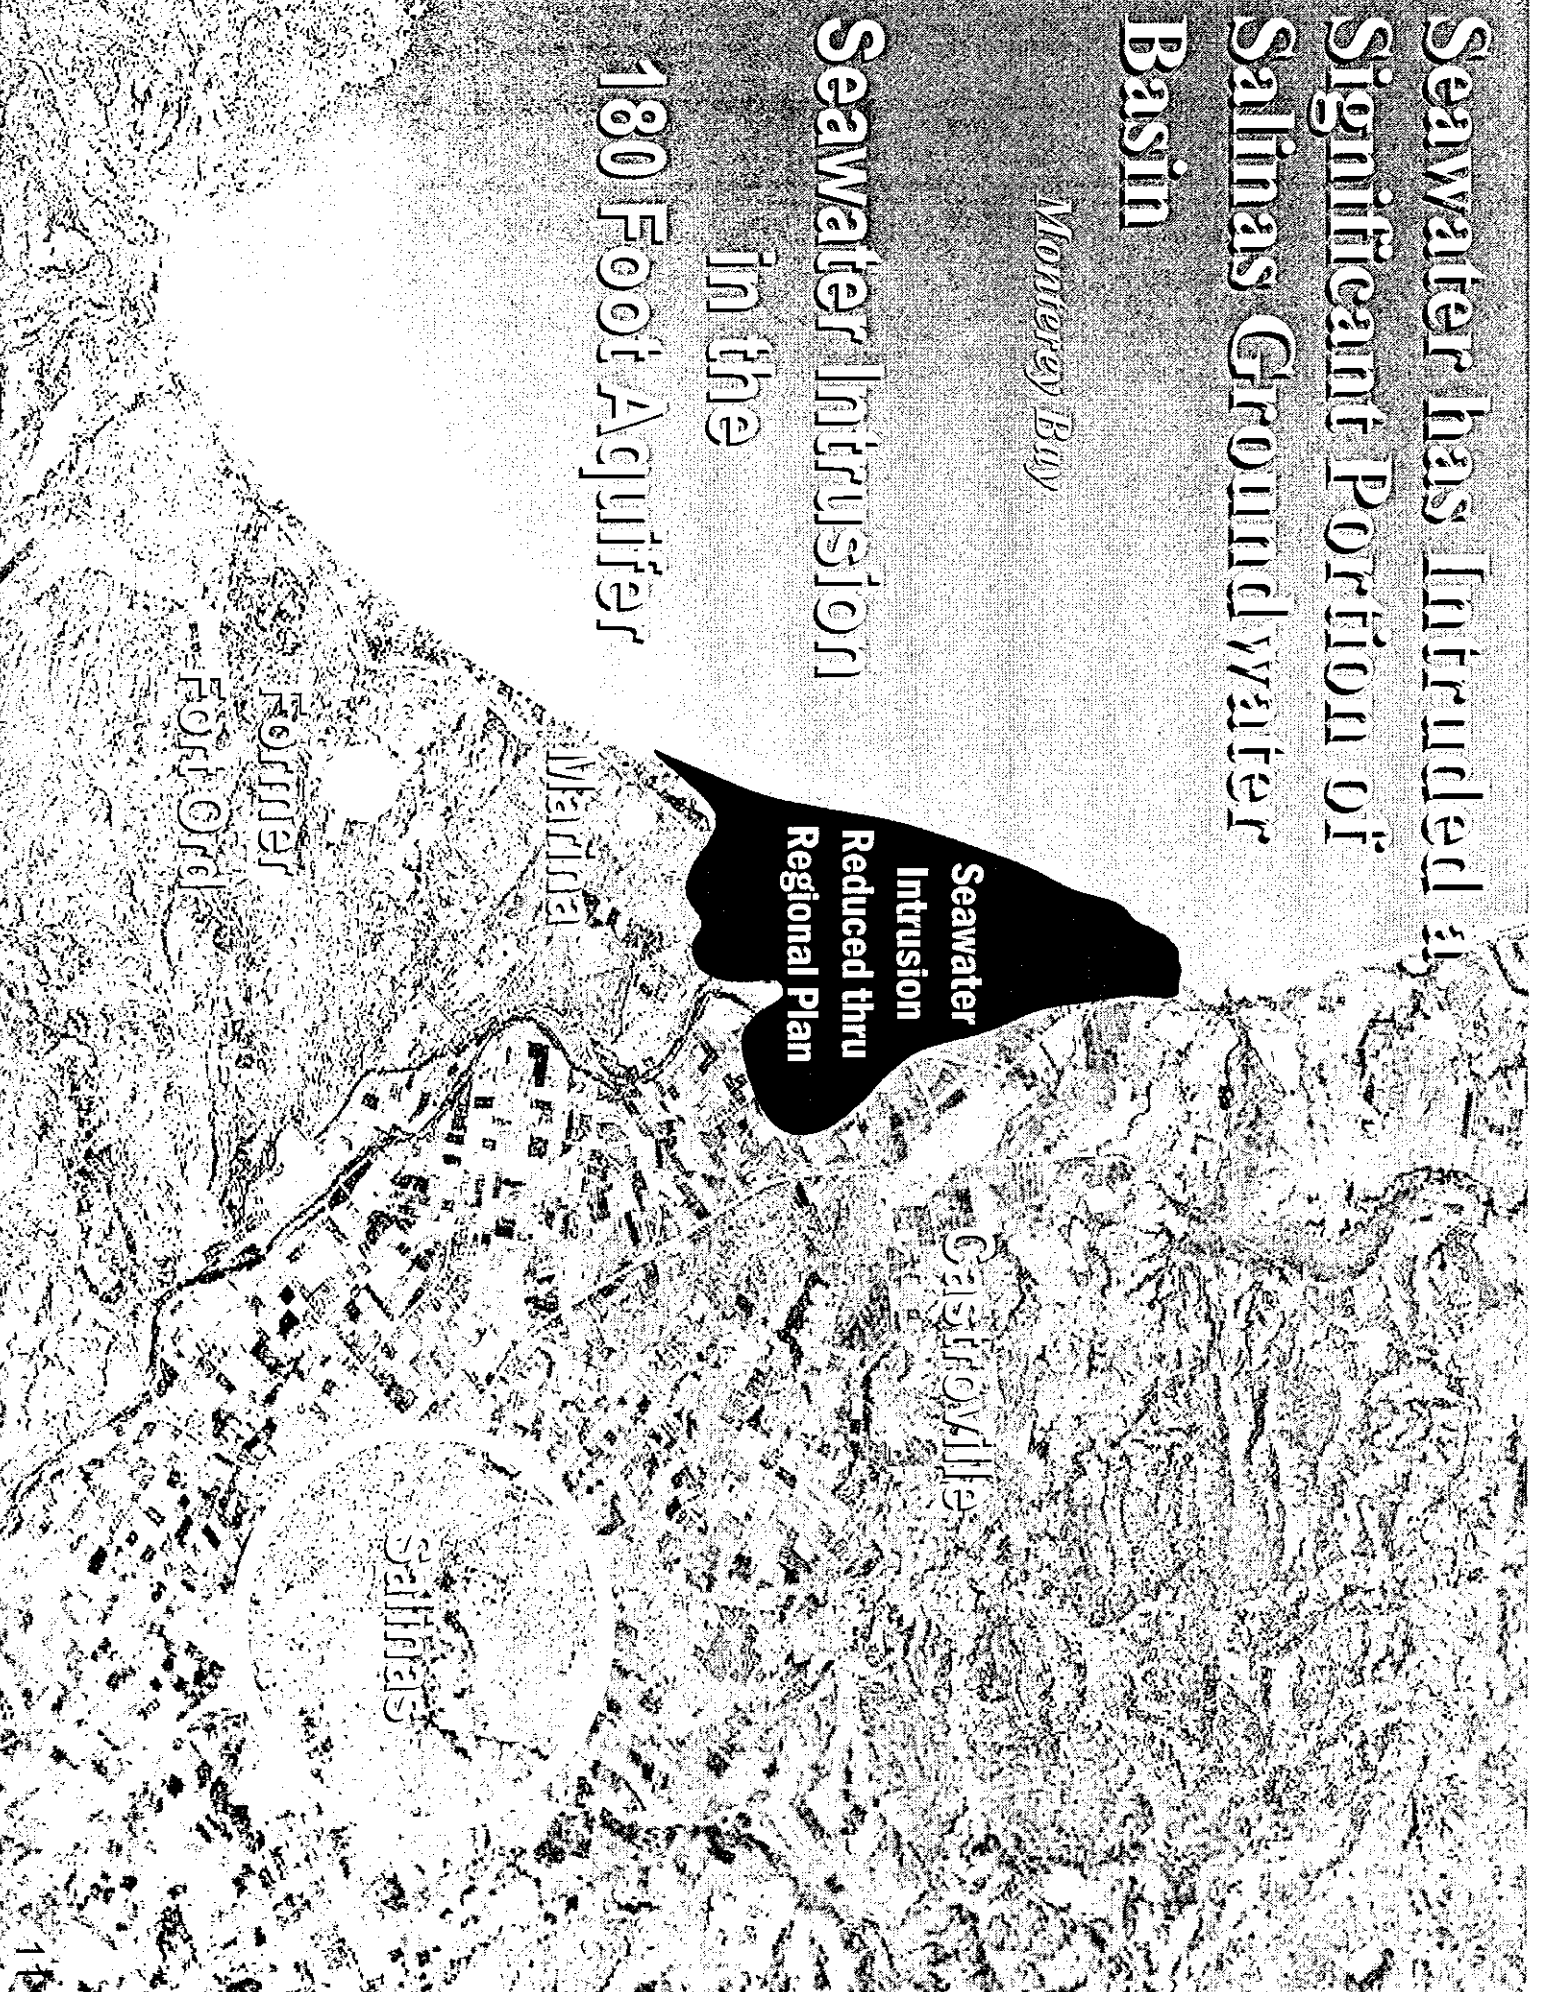 Seawater has Intruded a
Significant Portion of
Salinas Groundwater
Basin
Monterey Bay
Seawater Intrusion
in the
180 Foot Aquifer
Seawater
Intrusion
Reduced thru
Regional Plan
Castroville
Marina
Former
Fort Ord
Salinas
11